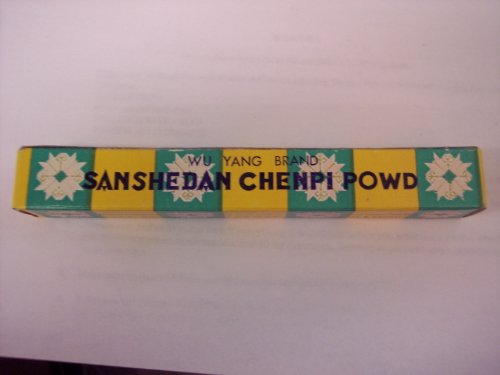 WU YANG BRAND
SANSHEDAN CHENPI POWD